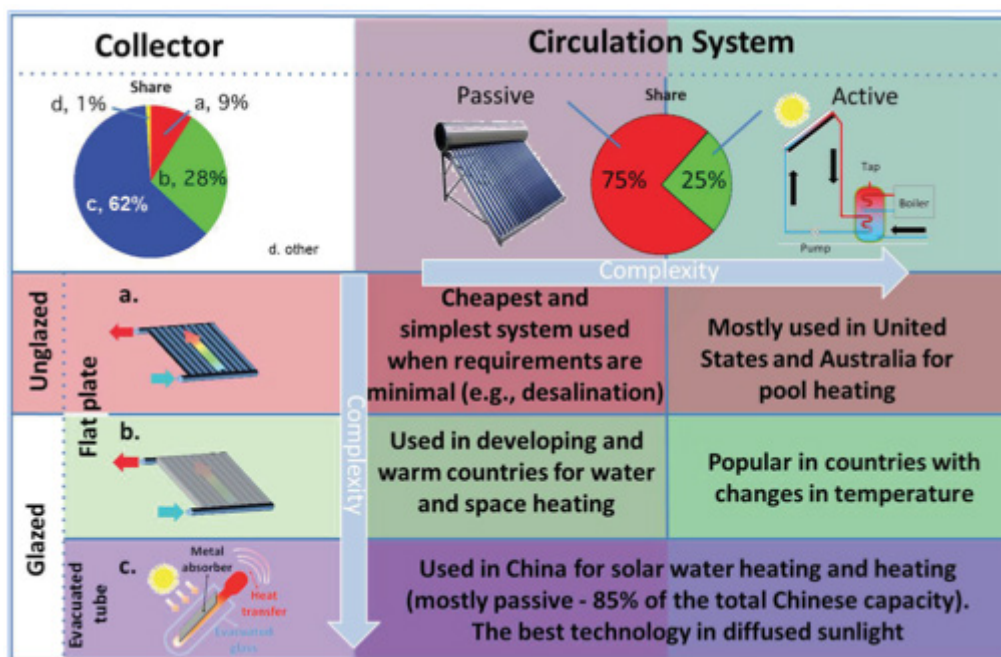 Collector
Circulation System
Share
d, 1%
a, 9%
b, 28%
c, 62%
d. other
Passive
Share
Active
75%
25%
Tap
Boiler
Pump
Complexity
Complexity
Unglazed
Glazed
Flat plate
Evacuated
tube
a.
Cheapest and
simplest system used
when requirements are
minimal (e.g., desalination)
Mostly used in United
States and Australia for
pool heating
b.
Used in developing and
warm countries for water
and space heating
Popular in countries with
changes in temperature
c.
Metal
absorber
Heat
transfer
Evacuated
glass
Used in China for solar water heating and heating
(mostly passive - 85% of the total Chinese capacity).
The best technology in diffused sunlight